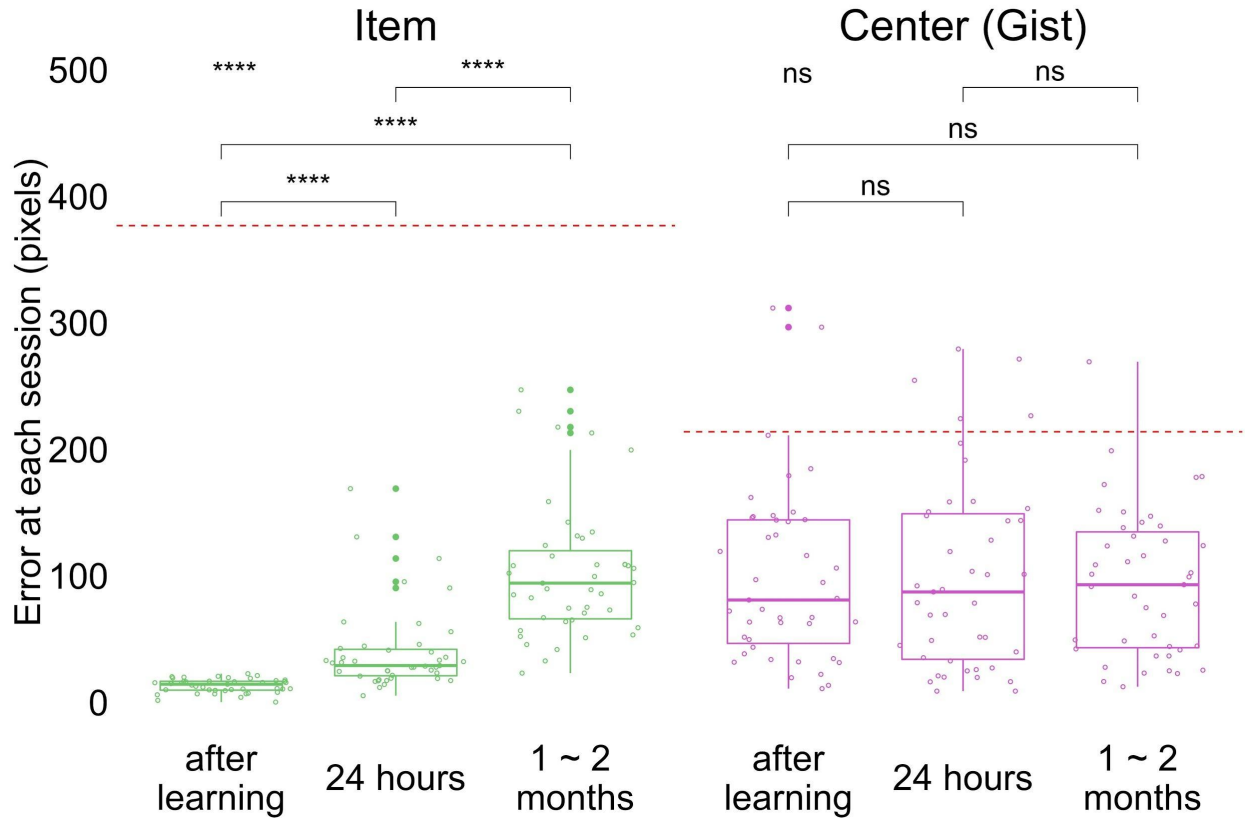 Item
Center (Gist)
Error at each session (pixels)
500
400
300
200
100
0
****
****
****
****
ns
ns
ns
ns
after
learning
24 hours
1 ~ 2
months
after
learning
24 hours
1 ~ 2
months